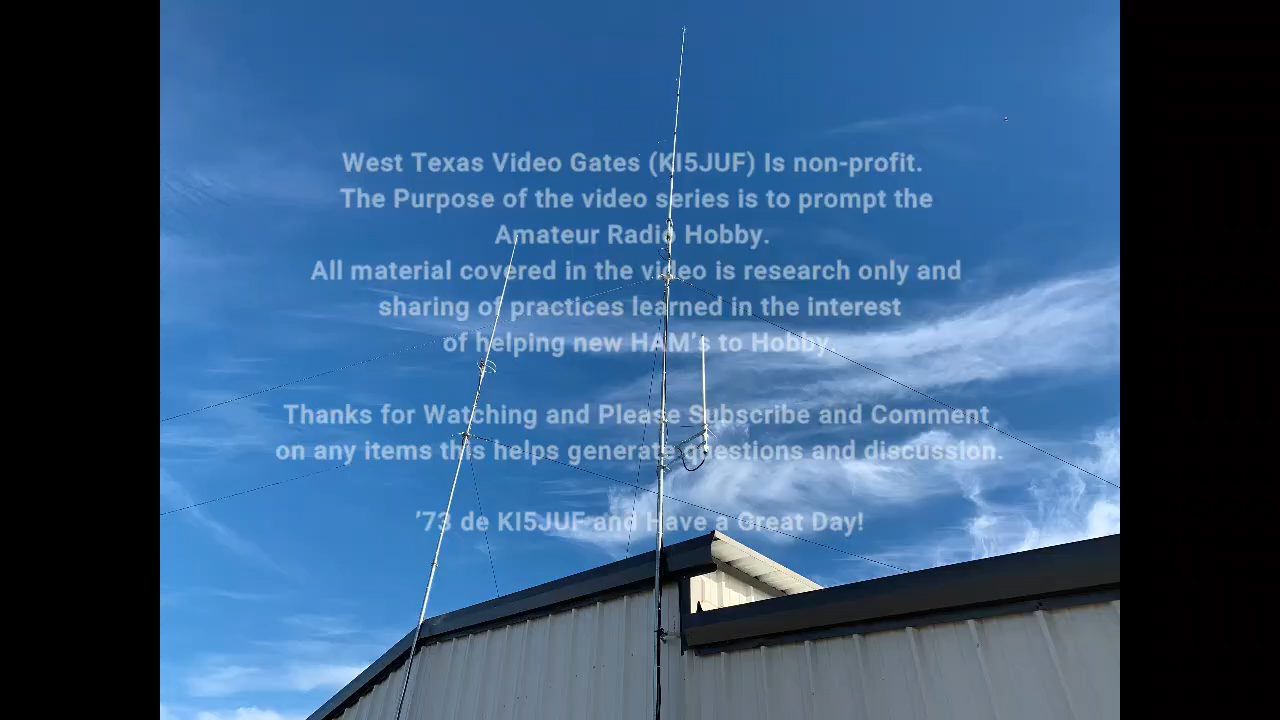 West Texas Video Gates (KI5JUF) Is non-profit.
The Purpose of the video series is to prompt the
Amateur Radio Hobby.
All material covered in the video is research only and
sharing of practices learned in the interest
of helping new HAM's to Hobby.
Thanks for Watching and Please Subscribe and Comment
on any items this helps generate questions and discussion.
'73 de KI5JUF and Have a Great Day!